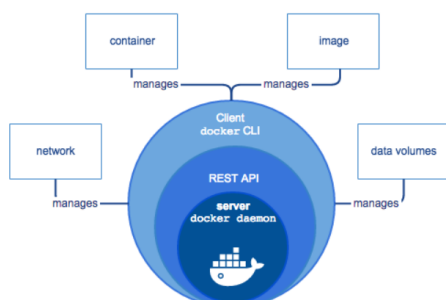 container
image
manages
manages
Client
docker CLI
network
data volumes
REST API
manages
manages
server
docker daemon